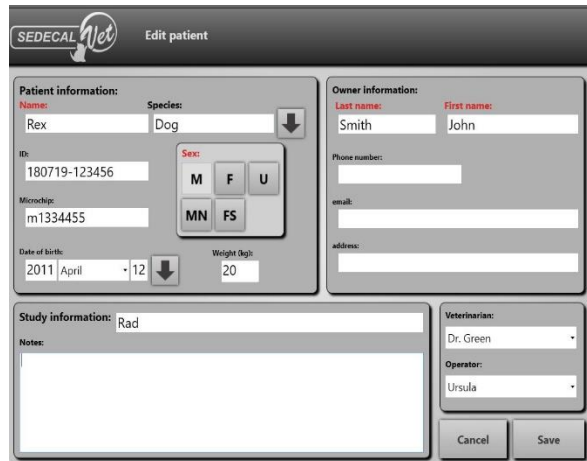 SEDECAL Vet
Edit patient
Patient information:
Name:
Species:
Rex
Dog
ID:
180719-123456
Sex:
M F U
MN FS
Microchip:
m1334455
Date of birth:
Weight (kg):
2011 April 12
20
Owner information:
Last name:
First name:
Smith
John
Phone number:
email:
address:
Study information: Rad
Notes:
Veterinarian:
Dr. Green
Operator:
Ursula
Cancel
Save